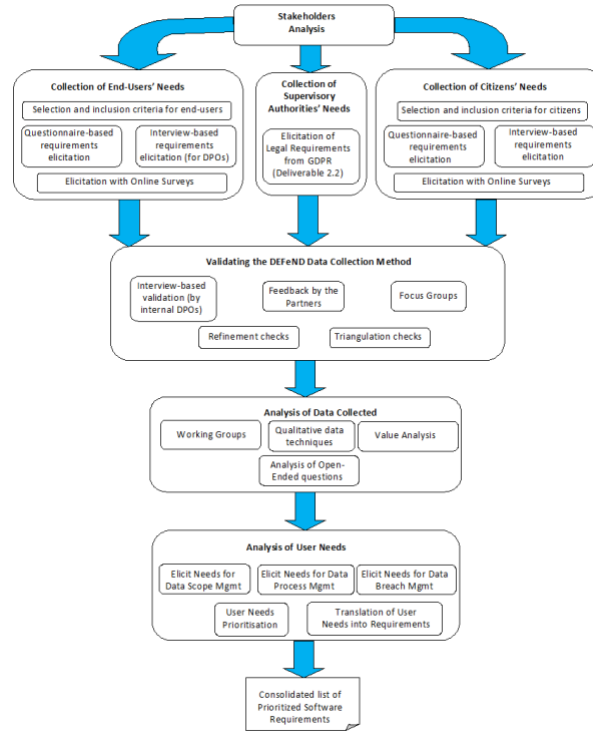 Stakeholders
Analysis
Collection of End-Users' Needs
Selection and inclusion criteria for end-users
Questionnaire-based
requirements
elicitation
Interview-based
requirements
elicitation (for DPOs)
Elicitation with Online Surveys
Collection of
Supervisory
Authorities' Needs
Elicitation of
Legal Requirements
from GDPR
(Deliverable 2.2)
Collection of Citizens' Needs
Selection and inclusion criteria for citizens
Questionnaire-based
requirements
elicitation
Interview-based
requirements
elicitation
Elicitation with Online Surveys
Validating the DEFeND Data Collection Method
Interview-based
validation (by
internal DPOs)
Feedback by the
Partners
Focus Groups
Refinement checks
Triangulation checks
Analysis of Data Collected
Working Groups
Qualitative data
techniques
Value Analysis
Analysis of Open-
Ended questions
Analysis of User Needs
Elicit Needs for
Data Scope Mgmt
Elicit Needs for Data
Process Mgmt
Elicit Needs for Data
Breach Mgmt
User Needs
Prioritisation
Translation of User
Needs into Requirements
Consolidated list of
Prioritized Software
Requirements